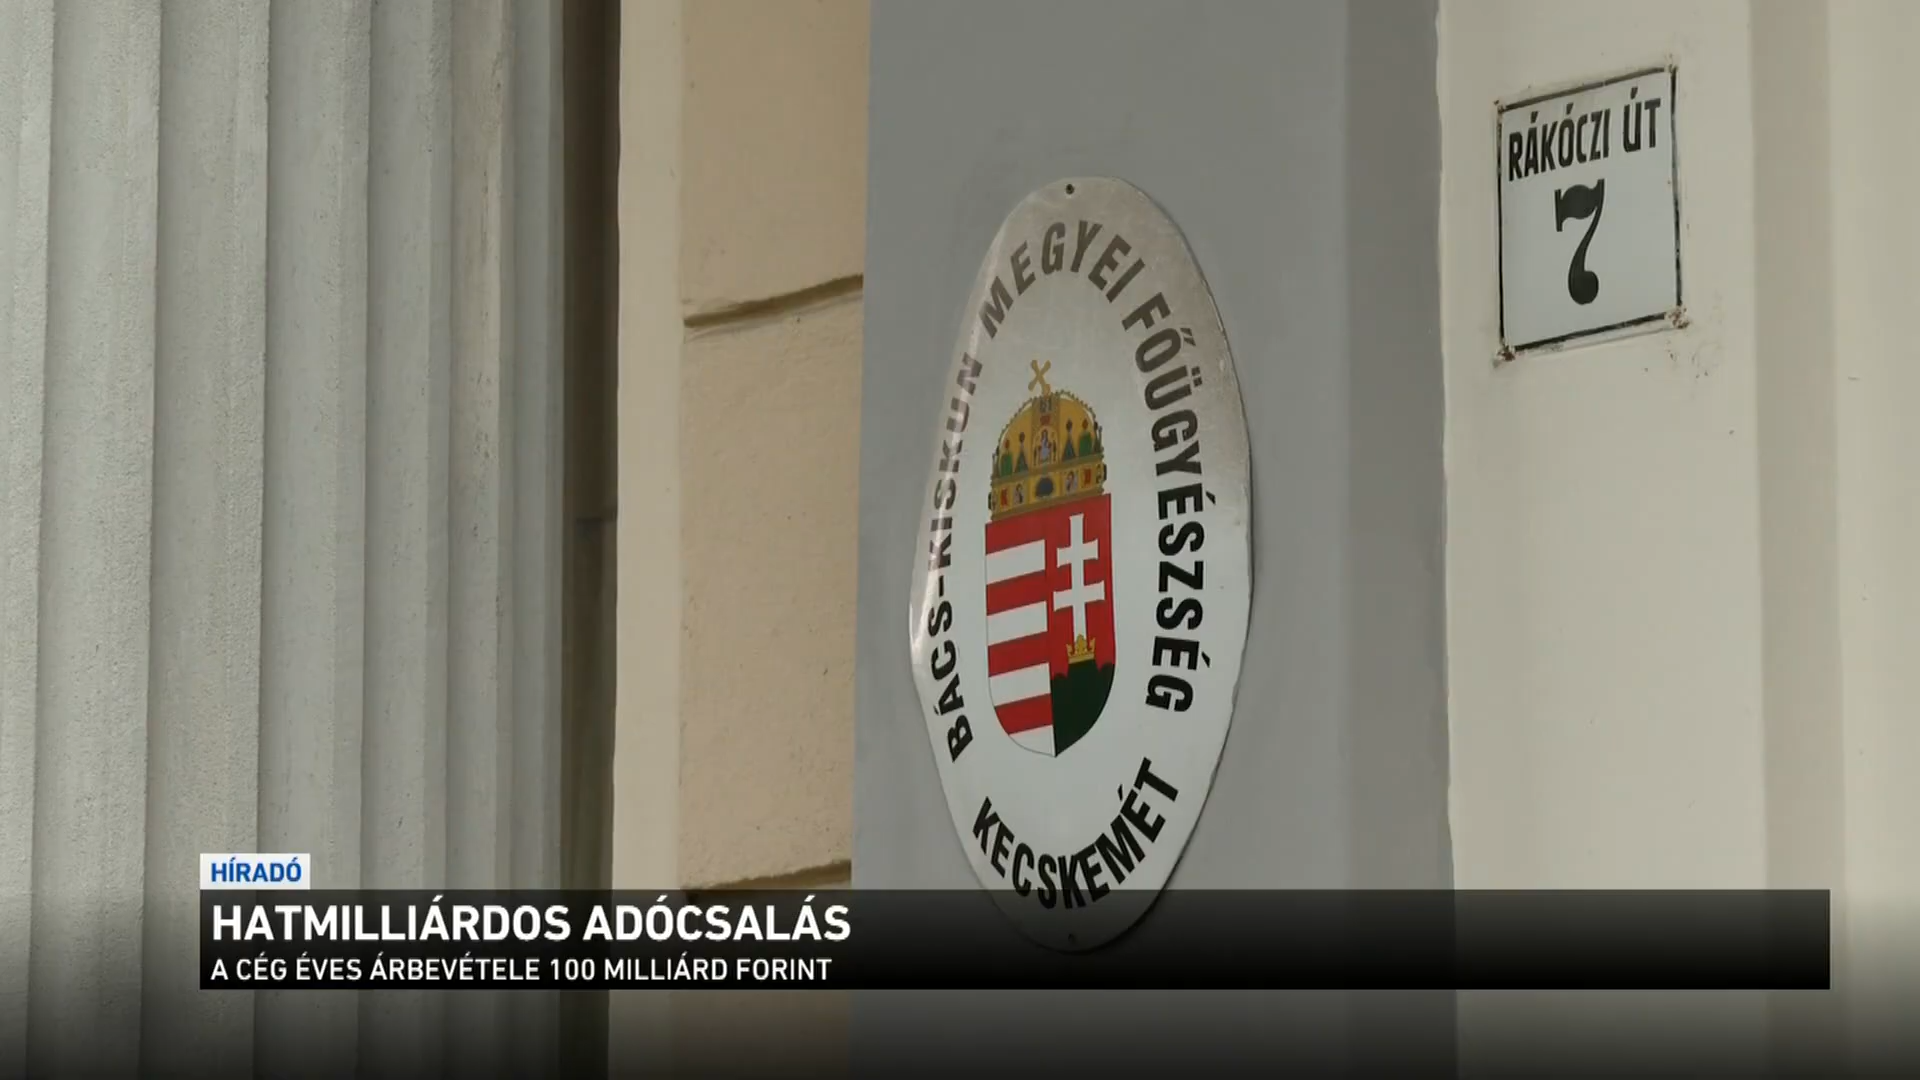 RÁKÓCZI ÚT
7
BÁCS-KISKUN MEGYEI FŐÜGYÉSZSÉG
KECSKEMÉT
HÍRADÓ
HATMILLIÁRDOS ADÓCSALÁS
A CÉG ÉVES ÁRBEVÉTELE 100 MILLIÁRD FORINT